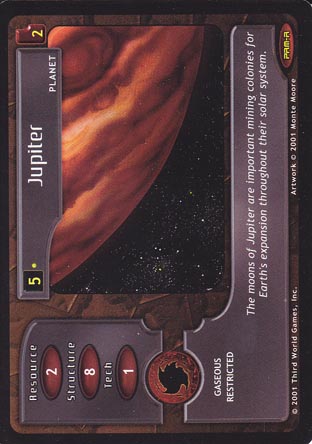 5
Jupiter
PLANET
2
Resource
2
Structure
8
Tech
1
GASEOUS
RESTRICTED
The moons of Jupiter are important mining colonies for
Earth's expansion throughout their solar system.
© 2001 Third World Games, Inc.
Artwork © 2001 Monte Moore